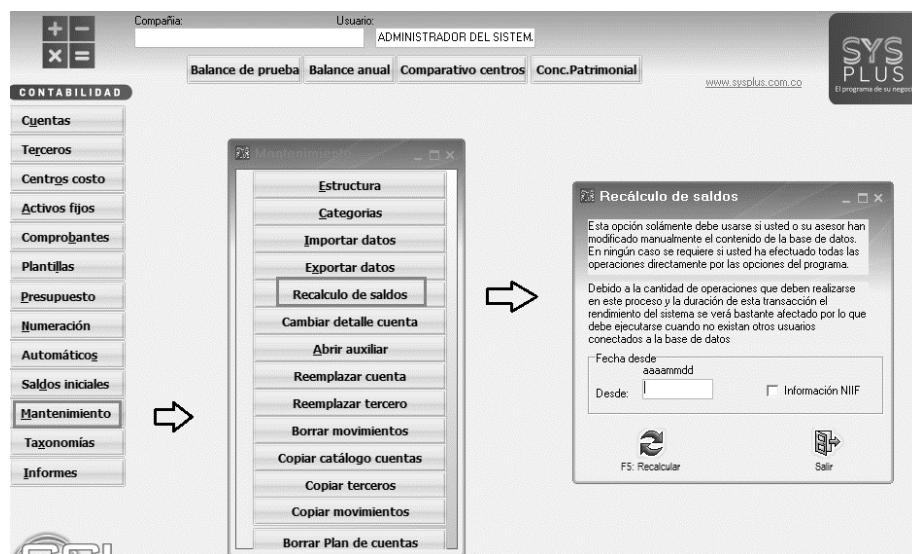 Compañia:
Usuario:
ADMINISTRADOR DEL SISTEM
Balance de prueba
Balance anual
Comparativo centros
Conc.Patrimonial
www.sysplus.com.co
SYS
PLUS
El programa de su negoci
CONTABILIDAD
Cuentas
Terceros
Centros costo
Activos fijos
Comprobantes
Plantillas
Presupuesto
Numeración
Automáticos
Saldos iniciales
Mantenimiento
Taxonomías
Informes
Mantenimiento
Estructura
Categorias
Importar datos
Exportar datos
Recalculo de saldos
Cambiar detalle cuenta
Abrir auxiliar
Reemplazar cuenta
Reemplazar tercero
Borrar movimientos
Copiar catálogo cuentas
Copiar terceros
Copiar movimientos
Borrar Plan de cuentas
Recálculo de saldos
Esta opción solámente debe usarse si usted o su asesor han
modificado manualmente el contenido de la base de datos.
En ningún caso se requiere si usted ha efectuado todas las
operaciones directamente por las opciones del programa.
Debido a la cantidad de operaciones que deben realizarse
en este proceso y la duración de esta transacción el
rendimiento del sistema se verá bastante afectado por lo que
debe ejecutarse cuando no existan otros usuarios
conectados a la base de datos
Fecha desde
aaaammdd
Desde:
Información NIIF
F5: Recalcular
Salir